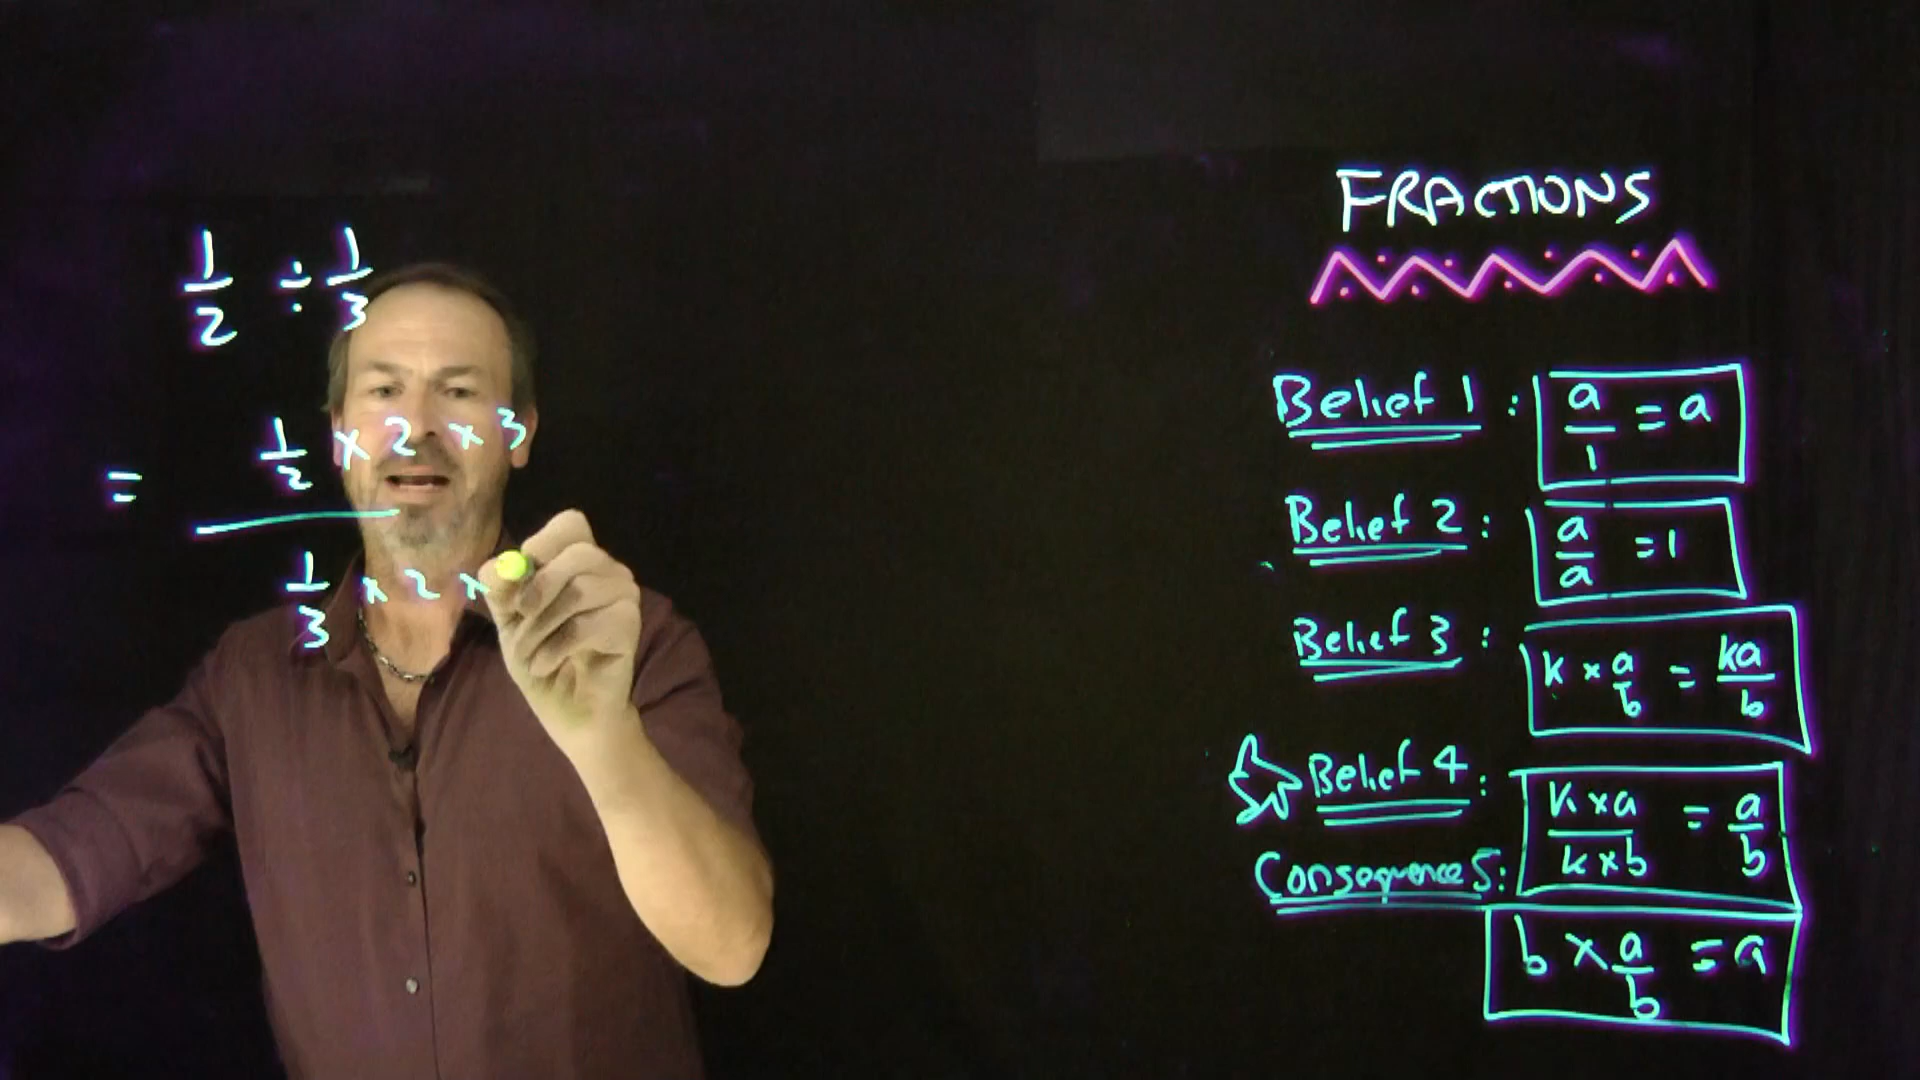 1/2 ÷ 1/3
= (1/2 × 2 × 3) / (1/3 × 2 ×
FRACTIONS
Belief 1: a/1 = a
Belief 2: a/a = 1
Belief 3: k × a/b = ka/b
Belief 4: k × a / k × b = a/b
Consequence 5: b × a/b = a